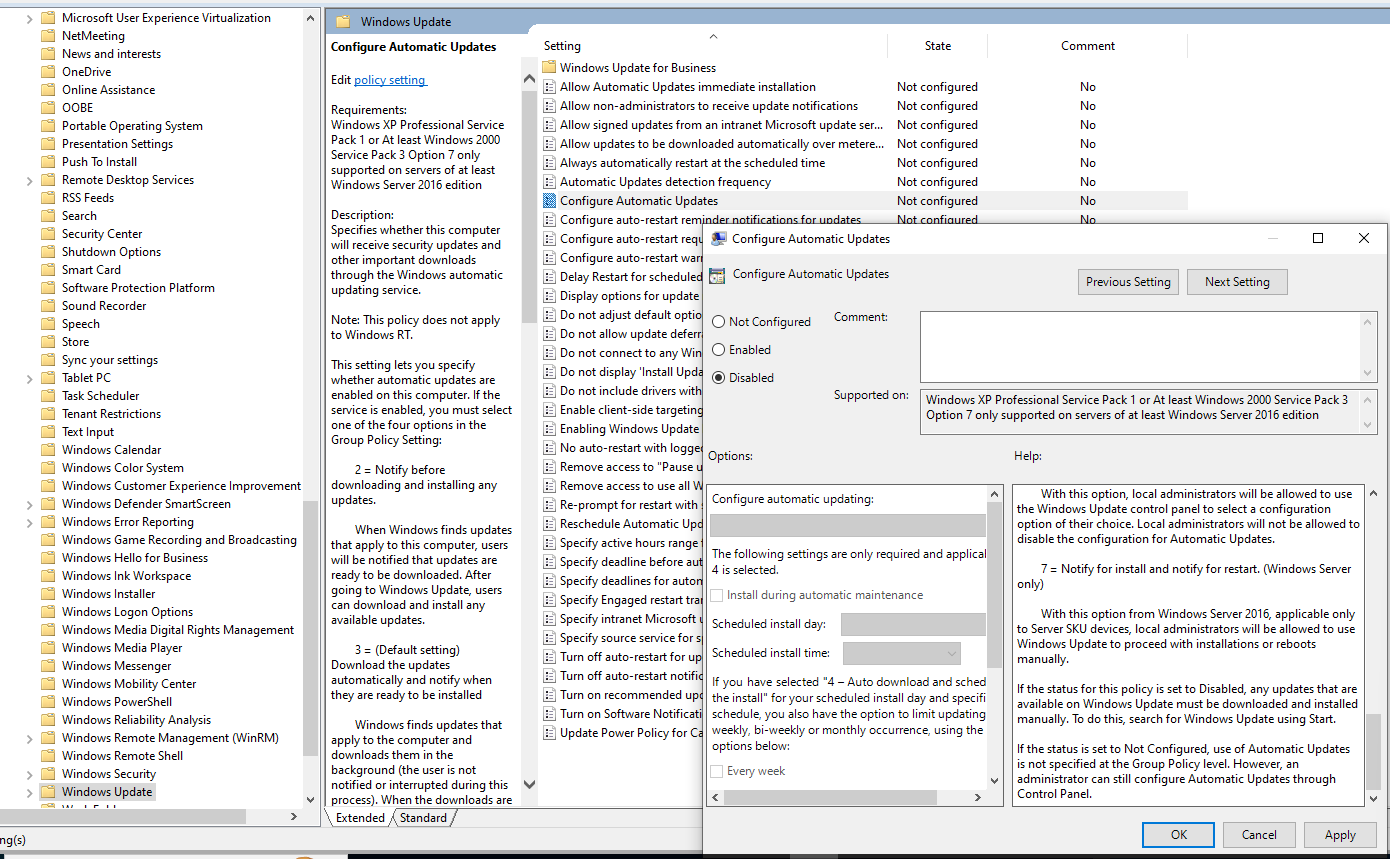 Microsoft User Experience Virtualization
NetMeeting
News and interests
OneDrive
Online Assistance
OOBE
Portable Operating System
Presentation Settings
Push To Install
Remote Desktop Services
RSS Feeds
Search
Security Center
Shutdown Options
Smart Card
Software Protection Platform
Sound Recorder
Speech
Store
Sync your settings
Tablet PC
Task Scheduler
Tenant Restrictions
Text Input
Windows Calendar
Windows Color System
Windows Customer Experience Improvement
Windows Defender SmartScreen
Windows Error Reporting
Windows Game Recording and Broadcasting
Windows Hello for Business
Windows Ink Workspace
Windows Installer
Windows Logon Options
Windows Media Digital Rights Management
Windows Media Player
Windows Messenger
Windows Mobility Center
Windows PowerShell
Windows Reliability Analysis
Windows Remote Management (WinRM)
Windows Remote Shell
Windows Security
Windows Update
ng(s)
Windows Update
Configure Automatic Updates
Edit policy setting
Requirements:
Windows XP Professional Service
Pack 1 or At least Windows 2000
Service Pack 3 Option 7 only
supported on servers of at least
Windows Server 2016 edition
Description:
Specifies whether this computer
will receive security updates and
other important downloads
through the Windows automatic
updating service.
Note: This policy does not apply
to Windows RT.
This setting lets you specify
whether automatic updates are
enabled on this computer. If the
service is enabled, you must select
one of the four options in the
Group Policy Setting:
2 = Notify before
downloading and installing any
updates.
When Windows finds updates
that apply to this computer, users
will be notified that updates are
ready to be downloaded. After
going to Windows Update, users
can download and install any
available updates.
3 = (Default setting)
Download the updates
automatically and notify when
they are ready to be installed
Windows finds updates that
apply to the computer and
downloads them in the
background (the user is not
notified or interrupted during this
process). When the downloads are
Extended Standard
Setting State Comment
Windows Update for Business
Allow Automatic Updates immediate installation Not configured No
Allow non-administrators to receive update notifications Not configured No
Allow signed updates from an intranet Microsoft update ser... Not configured No
Allow updates to be downloaded automatically over metere... Not configured No
Always automatically restart at the scheduled time Not configured No
Automatic Updates detection frequency Not configured No
Configure Automatic Updates Not configured No
Configure auto-restart reminder notifications for updates Not configured No
Configure auto-restart requ
Configure auto-restart warn
Delay Restart for scheduled
Display options for update
Do not adjust default optio
Do not allow update deferra
Do not connect to any Win
Do not display 'Install Upda
Do not include drivers with
Enable client-side targeting
Enabling Windows Update
No auto-restart with logged
Remove access to "Pause u
Remove access to use all W
Re-prompt for restart with s
Reschedule Automatic Upd
Specify active hours range f
Specify deadline before aut
Specify deadlines for auton
Specify Engaged restart tran
Specify intranet Microsoft u
Specify source service for sp
Turn off auto-restart for up
Turn off auto-restart notific
Turn on recommended upd
Turn on Software Notificati
Update Power Policy for Ca
Configure Automatic Updates
Configure Automatic Updates
Previous Setting Next Setting
Not Configured
Enabled
Disabled
Comment:
Supported on:
Windows XP Professional Service Pack 1 or At least Windows 2000 Service Pack 3
Option 7 only supported on servers of at least Windows Server 2016 edition
Options:
Configure automatic updating:
The following settings are only required and applical
4 is selected.
Install during automatic maintenance
Scheduled install day:
Scheduled install time:
If you have selected "4 – Auto download and sched
the install" for your scheduled install day and specifi
schedule, you also have the option to limit updating
weekly, bi-weekly or monthly occurrence, using the
options below:
Every week
Help:
With this option, local administrators will be allowed to use
the Windows Update control panel to select a configuration
option of their choice. Local administrators will not be allowed to
disable the configuration for Automatic Updates.
7 = Notify for install and notify for restart. (Windows Server
only)
With this option from Windows Server 2016, applicable only
to Server SKU devices, local administrators will be allowed to use
Windows Update to proceed with installations or reboots
manually.
If the status for this policy is set to Disabled, any updates that are
available on Windows Update must be downloaded and installed
manually. To do this, search for Windows Update using Start.
If the status is set to Not Configured, use of Automatic Updates
is not specified at the Group Policy level. However, an
administrator can still configure Automatic Updates through
Control Panel.
OK Cancel Apply